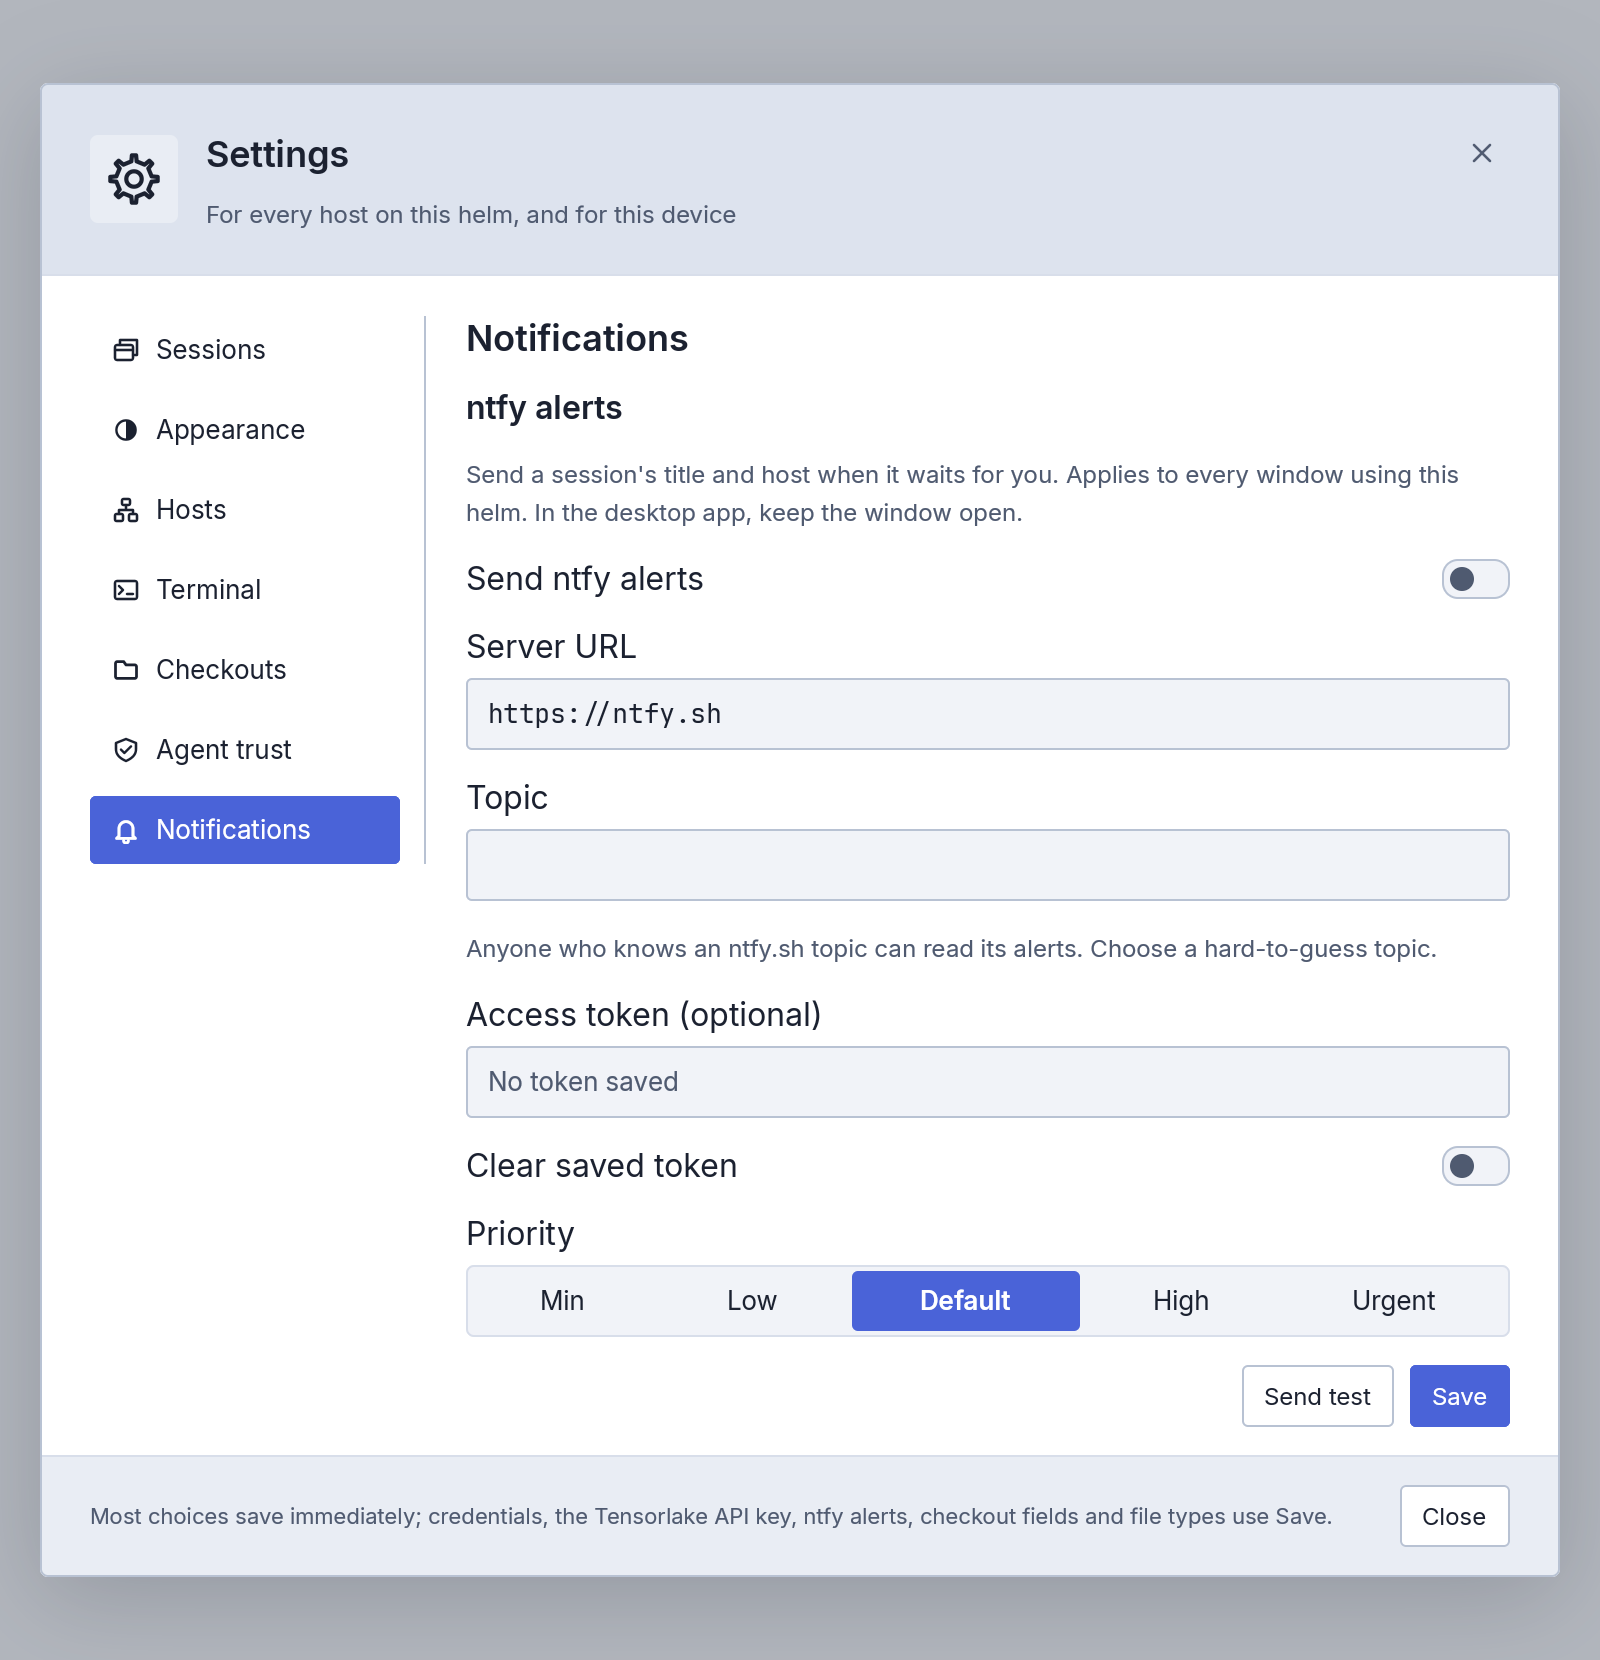 Settings
For every host on this helm, and for this device
Sessions
Appearance
Hosts
Terminal
Checkouts
Agent trust
Notifications
Notifications
ntfy alerts
Send a session's title and host when it waits for you. Applies to every window using this
helm. In the desktop app, keep the window open.
Send ntfy alerts
Server URL
https://ntfy.sh
Topic
Anyone who knows an ntfy.sh topic can read its alerts. Choose a hard-to-guess topic.
Access token (optional)
No token saved
Clear saved token
Priority
Min Low Default High Urgent
Send test Save
Most choices save immediately; credentials, the Tensorlake API key, ntfy alerts, checkout fields and file types use Save.
Close